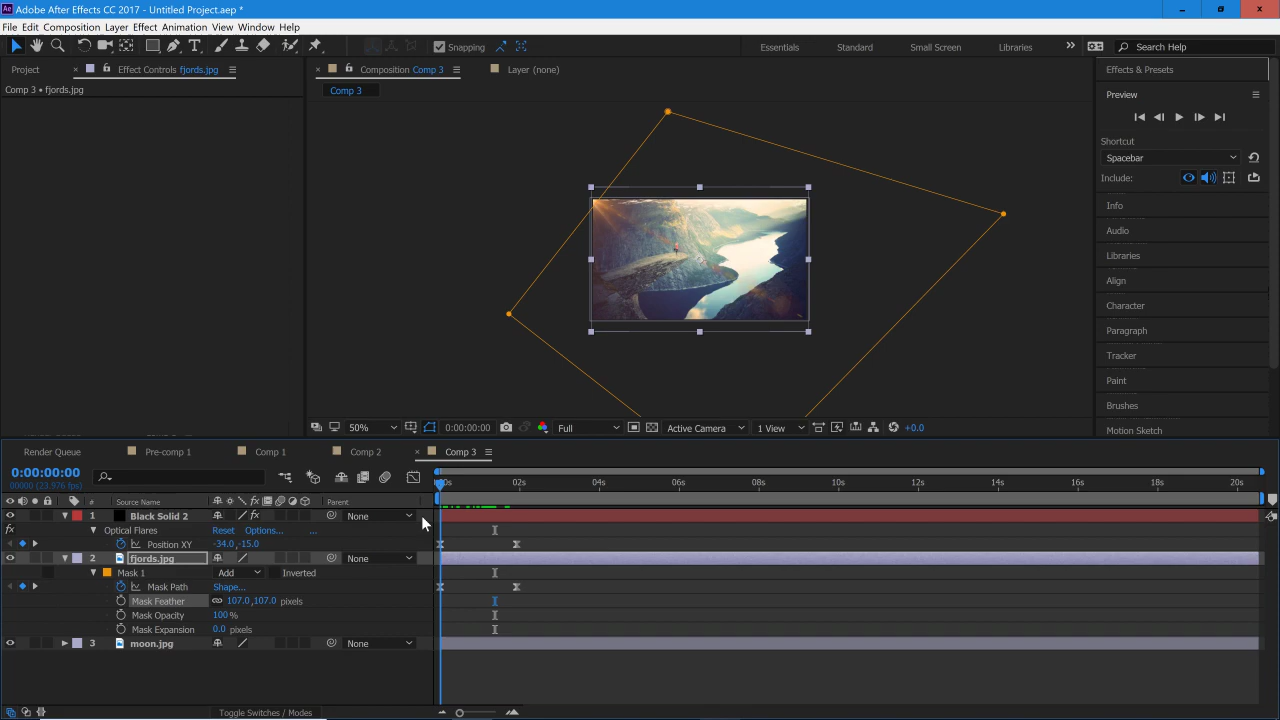 Ae Adobe After Effects CC 2017 - Untitled Project.aep *
File Edit Composition Layer Effect Animation View Window Help
Snapping Essentials Standard Small Screen Libraries Search Help
Project Effect Controls fjords.jpg
Comp 3 • fjords.jpg
Composition Comp 3
Layer (none)
Comp 3
Effects & Presets
Preview
Shortcut
Spacebar
Include:
Info
Audio
Libraries
Align
Character
Paragraph
Tracker
Paint
Brushes
Motion Sketch
50% 0:00:00:00 Full Active Camera 1 View +0.0
Render Queue Pre-comp 1 Comp 1 Comp 2 Comp 3
0:00:00:00
00000 (23.976 fps)
02s 04s 06s 08s 10s 12s 14s 16s 18s 20s
# Source Name fx Parent
1 Black Solid 2 fx None
fx Optical Flares Reset Options... ...
Position XY -34.0,-15.0
2 fjords.jpg None
Mask 1 Add Inverted
Mask Path Shape...
Mask Feather 107.0,107.0 pixels
Mask Opacity 100%
Mask Expansion 0.0 pixels
3 moon.jpg None
Toggle Switches / Modes